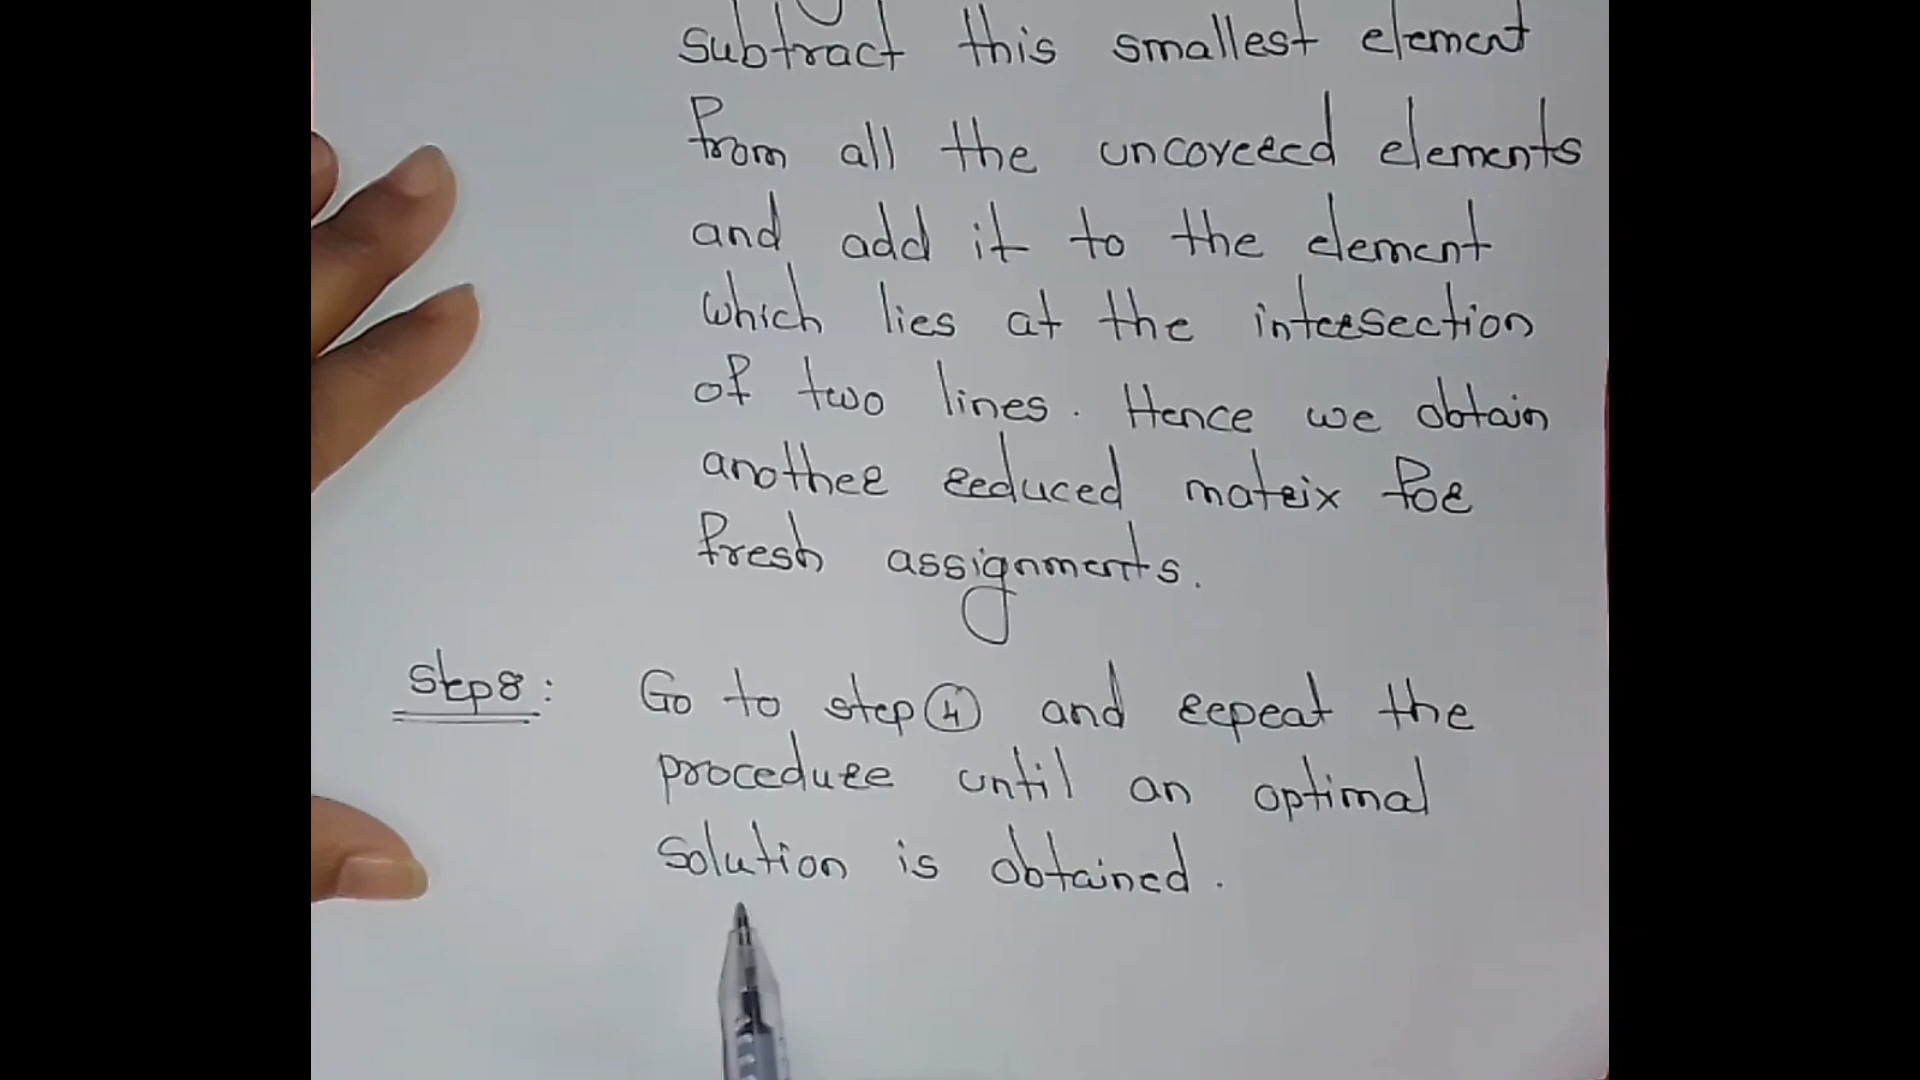 subtract this smallest element
from all the uncovered elements
and add it to the element
which lies at the intersection
of two lines. Hence we obtain
another reduced matrix for
fresh assignments.
Step 8: Go to step 4 and repeat the
procedure until an optimal
solution is obtained.